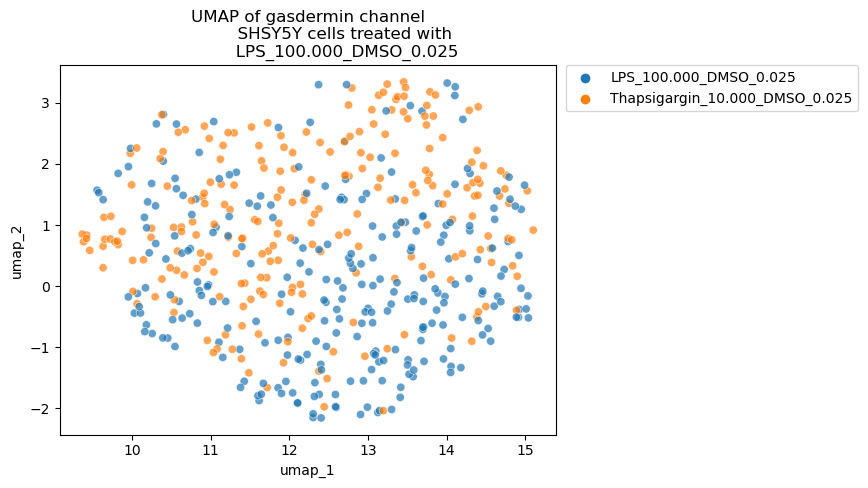 UMAP of gasdermin channel
SHSY5Y cells treated with
LPS_100.000_DMSO_0.025
LPS_100.000_DMSO_0.025
Thapsigargin_10.000_DMSO_0.025
3
2
1
0
−1
−2
umap_2
10
11
12
13
14
15
umap_1